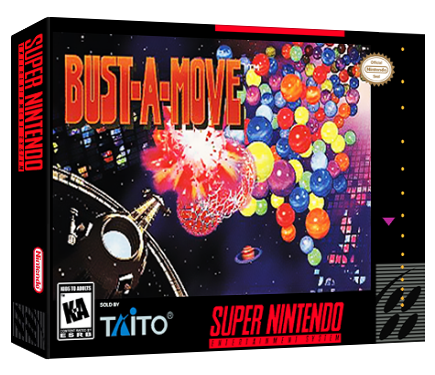 SUPER NINTENDO
Nintendo
BUST-A-MOVE
Official
Nintendo
Seal
KIDS TO ADULTS
K-A
CONTENT RATED BY
ESRB
SOLD BY
TAITO®
SUPER NINTENDO
ENTERTAINMENT SYSTEM